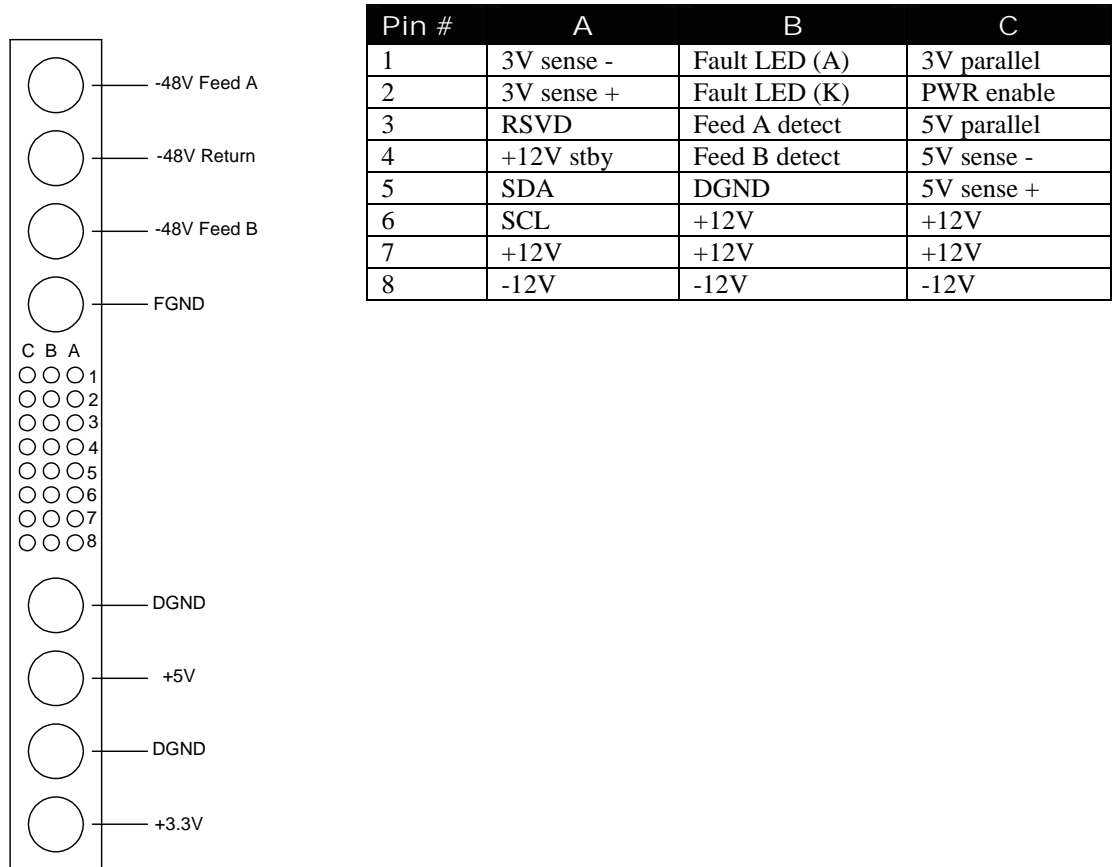 Pin # A B C
1 3V sense - Fault LED (A) 3V parallel
2 3V sense + Fault LED (K) PWR enable
3 RSVD Feed A detect 5V parallel
4 +12V stby Feed B detect 5V sense -
5 SDA DGND 5V sense +
6 SCL +12V +12V
7 +12V +12V +12V
8 -12V -12V -12V
-48V Feed A
-48V Return
-48V Feed B
FGND
C B A
1
2
3
4
5
6
7
8
DGND
+5V
DGND
+3.3V